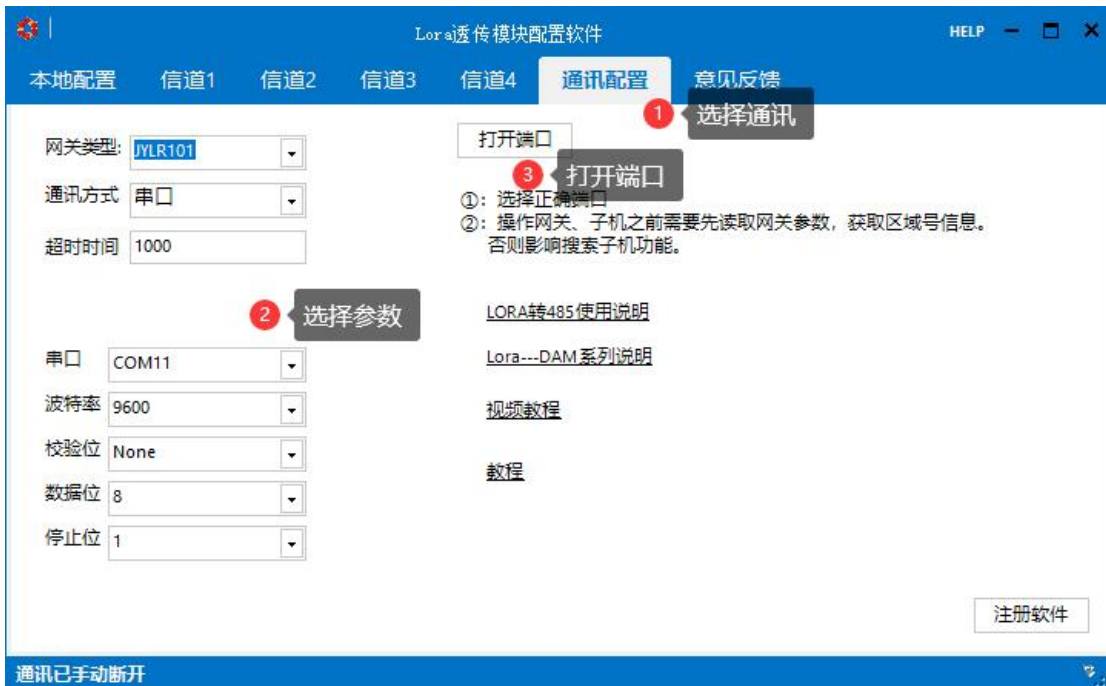 Lora透传模块配置软件
HELP
本地配置 信道1 信道2 信道3 信道4 通讯配置 意见反馈
1 选择通讯
网关类型: JYLR101
打开端口
3 打开端口
通讯方式 串口
①：选择正确端口
②：操作网关、子机之前需要先读取网关参数，获取区域号信息。
否则影响搜索子机功能。
超时时间 1000
2 选择参数
LORA转485使用说明
串口 COM11
Lora---DAM系列说明
波特率 9600
视频教程
校验位 None
教程
数据位 8
停止位 1
注册软件
通讯已手动断开